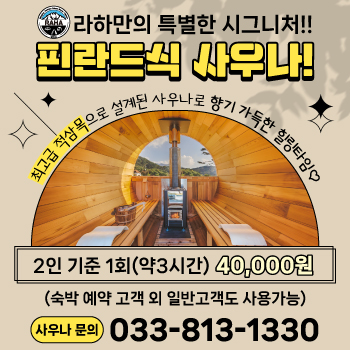 RAHA
라하만의 특별한 시그니처!!
핀란드식 사우나!
최고급 적삼목으로 설계된 사우나로 향기 가득한 힐링타임♡
2인 기준 1회(약3시간) 40,000원
(숙박 예약 고객 외 일반고객도 사용가능)
사우나 문의 033-813-1330